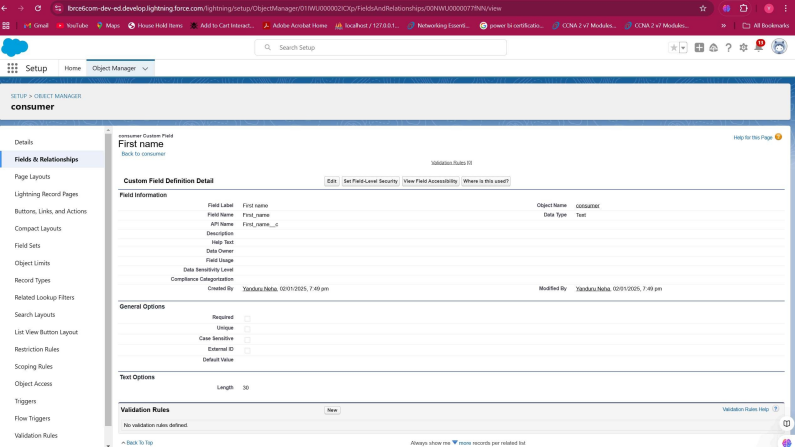 lbrce6com-dev-ed.develop.lightning.force.com/lightning/setup/ObjectManager/01IWU000002ICXp/FieldsAndRelationships/00NWU0000077fNN/view
Gmail YouTube Maps House Hold Items Add to Cart Interact... Adobe Acrobat Home localhost / 127.0.0.1... Networking Essenti... power bi certificatio... CCNA 2 v7 Modules... CCNA 2 v7 Modules... » All Bookmarks
Search Setup
Setup Home Object Manager
SETUP > OBJECT MANAGER
consumer
Details
Fields & Relationships
Page Layouts
Lightning Record Pages
Buttons, Links, and Actions
Compact Layouts
Field Sets
Object Limits
Record Types
Related Lookup Filters
Search Layouts
List View Button Layout
Restriction Rules
Scoping Rules
Object Access
Triggers
Flow Triggers
Validation Rules
consumer Custom Field
First name
Back to consumer
Help for this Page
Validation Rules [0]
Custom Field Definition Detail Edit Set Field-Level Security View Field Accessibility Where is this used?
Field Information
Field Label First name Object Name consumer
Field Name First_name Data Type Text
API Name First_name__c
Description
Help Text
Data Owner
Field Usage
Data Sensitivity Level
Compliance Categorization
Created By Yanduru Neha, 02/01/2025, 7:49 pm Modified By Yanduru Neha, 02/01/2025, 7:49 pm
General Options
Required
Unique
Case Sensitive
External ID
Default Value
Text Options
Length 30
Validation Rules New Validation Rules Help ?
No validation rules defined.
Back To Top Always show me more records per related list